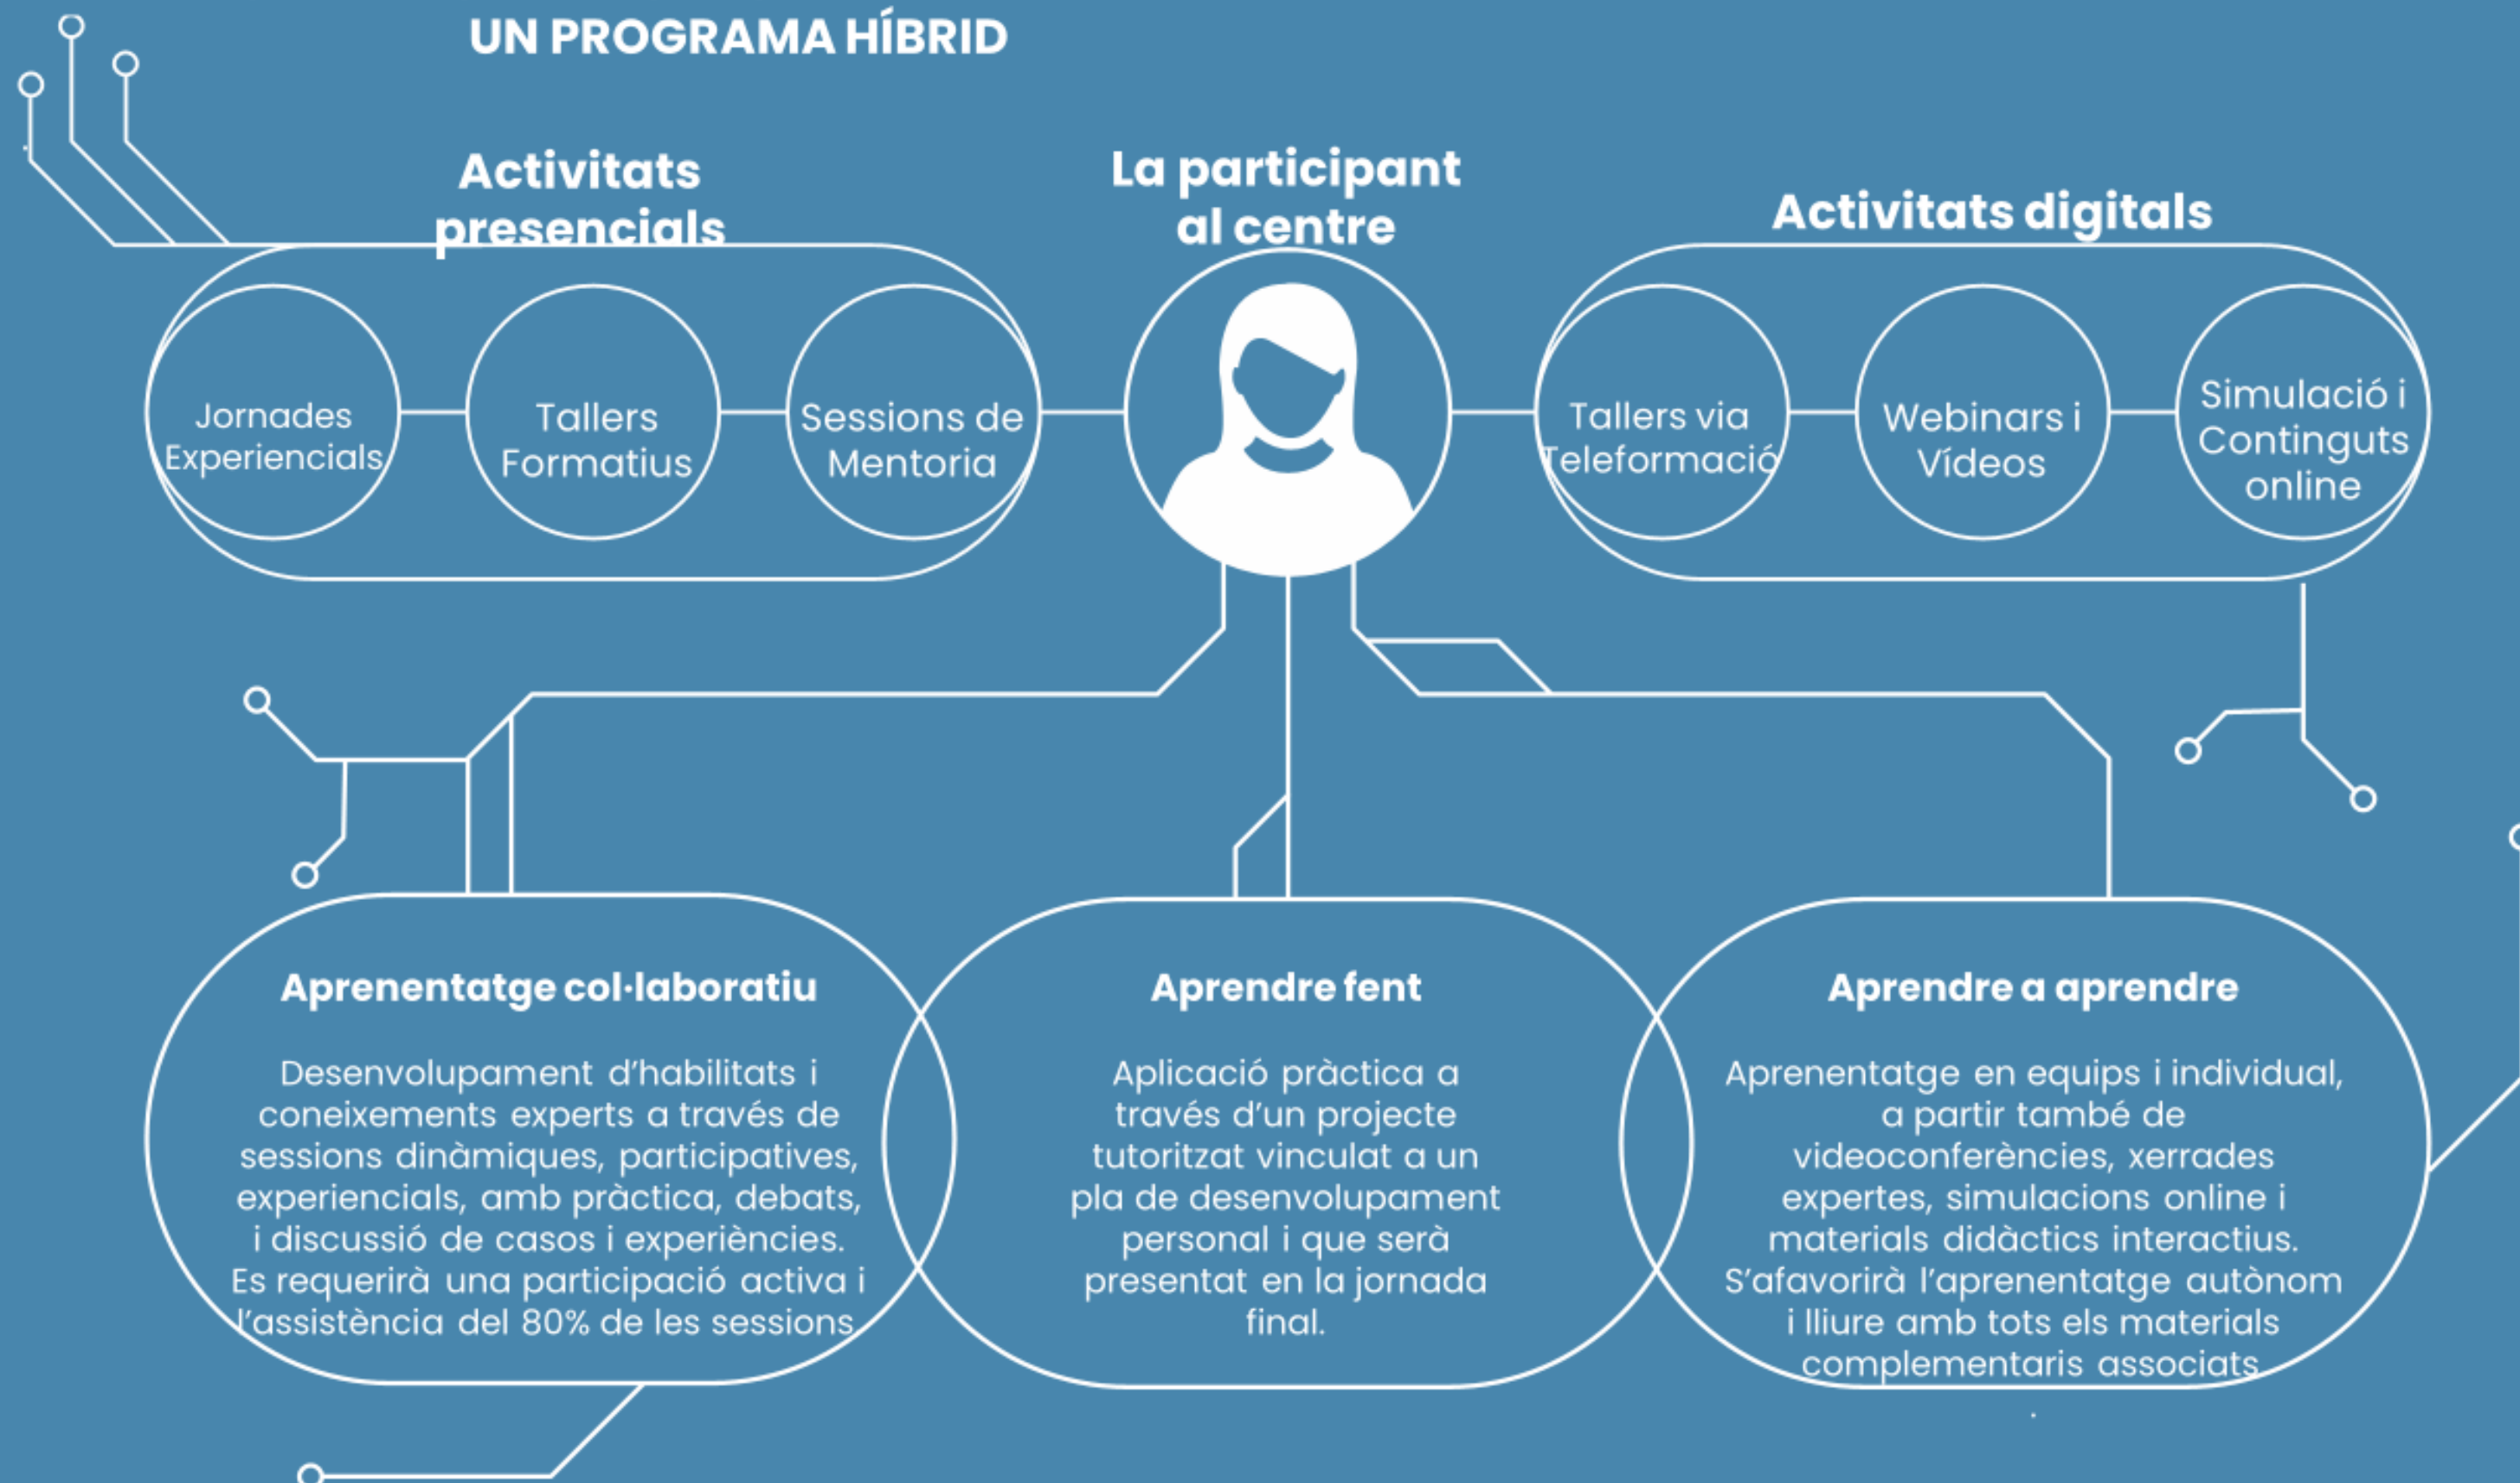 UN PROGRAMA HÍBRID
Activitats
presencials
La participant
al centre
Activitats digitals
Jornades
Experiencials
Tallers
Formatius
Sessions de
Mentoria
Tallers via
Teleformació
Webinars i
Vídeos
Simulació i
Continguts
online
Aprenentatge col·laboratiu
Desenvolupament d’habilitats i
coneixements experts a través de
sessions dinàmiques, participatives,
experiencials, amb pràctica, debats,
i discussió de casos i experiències.
Es requerirà una participació activa i
l’assistència del 80% de les sessions.
Aprendre fent
Aplicació pràctica a
través d’un projecte
tutoritzat vinculat a un
pla de desenvolupament
personal i que serà
presentat en la jornada
final.
Aprendre a aprendre
Aprenentatge en equips i individual,
a partir també de
videoconferències, xerrades
expertes, simulacions online i
materials didàctics interactius.
S’afavorirà l’aprenentatge autònom
i lliure amb tots els materials
complementaris associats
.